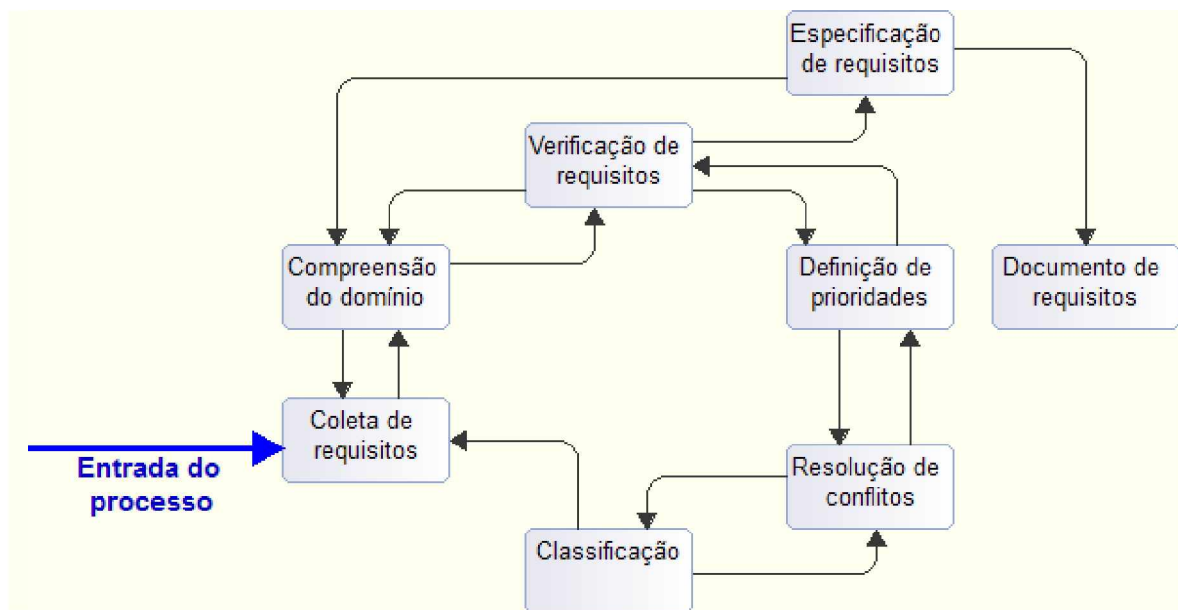 Especificação
de requisitos
Verificação de
requisitos
Compreensão
do domínio
Definição de
prioridades
Documento de
requisitos
Coleta de
requisitos
Entrada do
processo
Resolução de
conflitos
Classificação